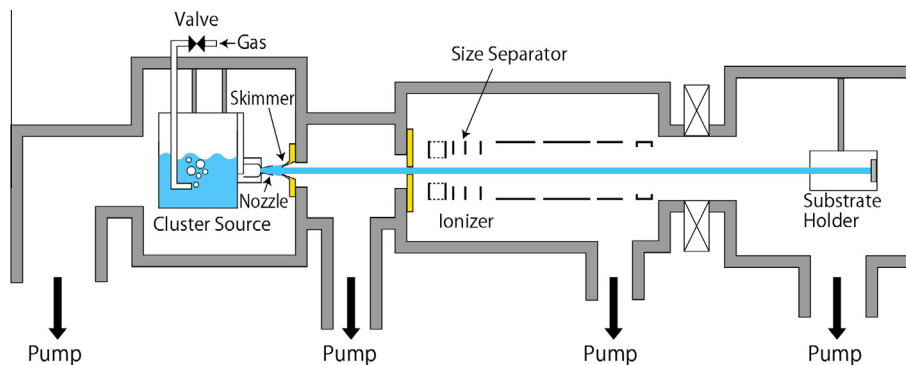 Valve
Gas
Size Separator
Skimmer
Nozzle
Cluster Source
Ionizer
Substrate
Holder
Pump
Pump
Pump
Pump